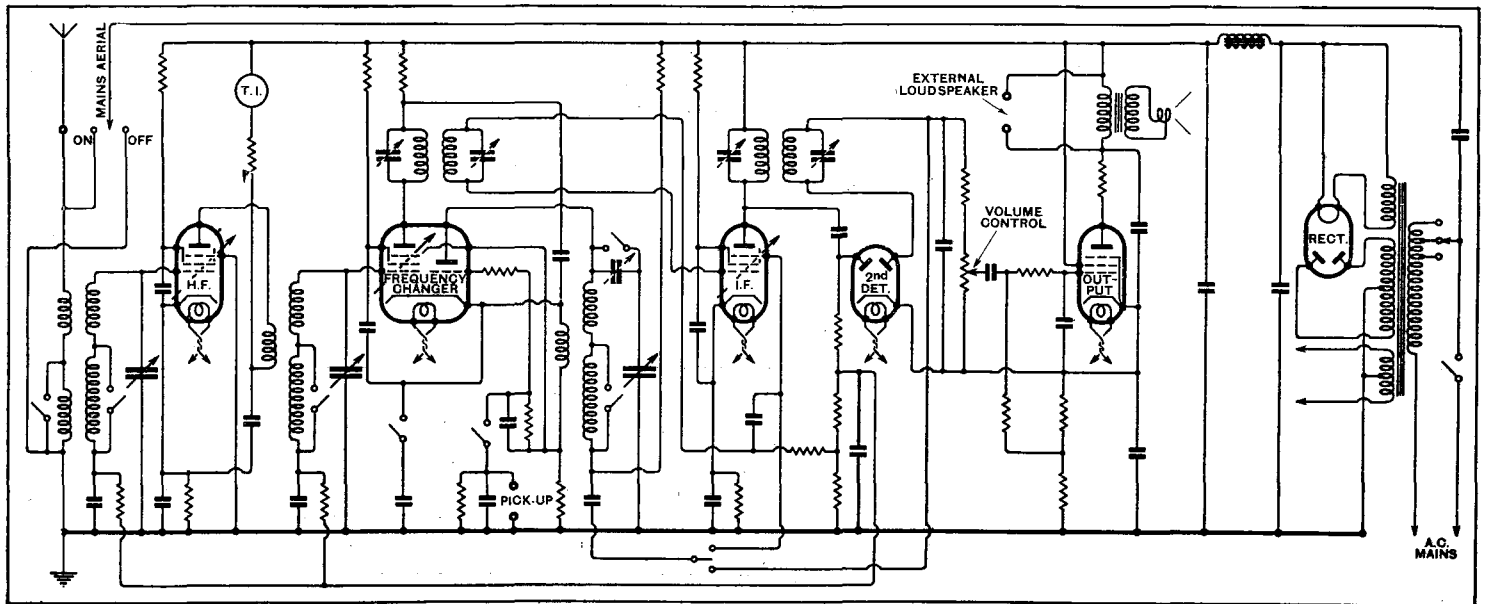 MAINS AERIAL
ON
OFF
T.I.
H.F.
FREQUENCY
CHANGER
PICK-UP
I.F.
2nd
DET.
VOLUME
CONTROL
EXTERNAL
LOUDSPEAKER
OUT-
PUT
RECT.
A.C.
MAINS